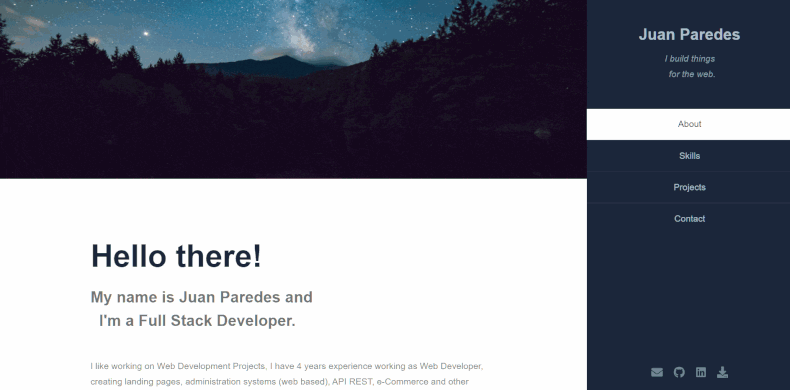 Juan Paredes
I build things
for the web.
About
Skills
Projects
Contact
Hello there!
My name is Juan Paredes and
I'm a Full Stack Developer.
I like working on Web Development Projects, I have 4 years experience working as Web Developer,
creating landing pages, administration systems (web based), API REST, e-Commerce and other